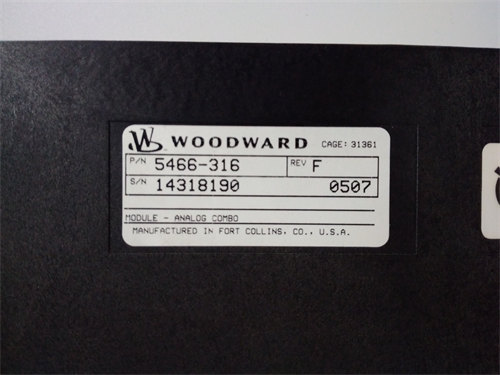 W WOODWARD CAGE: 31361
P/N 5466-316 REV F
S/N 14318190 0507
MODULE - ANALOG COMBO
MANUFACTURED IN FORT COLLINS, CO., U.S.A.